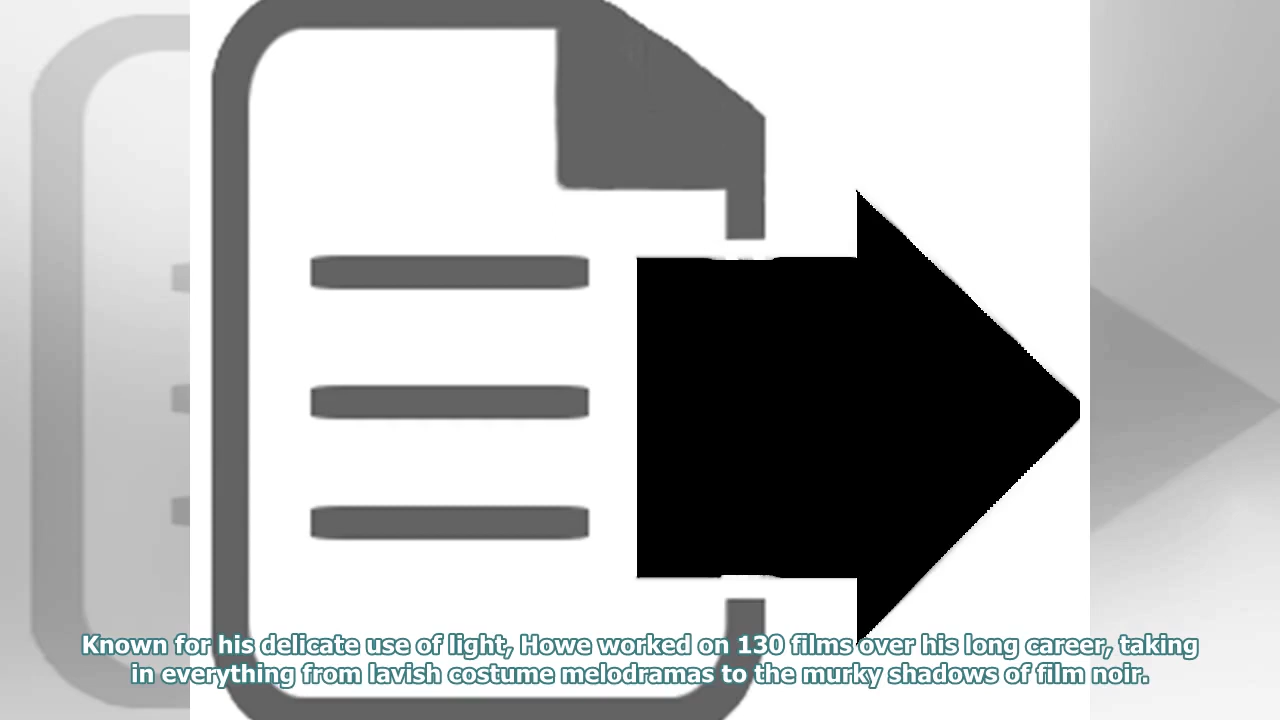 Known for his delicate use of light, Howe worked on 130 films over his long career, taking
in everything from lavish costume melodramas to the murky shadows of film noir.